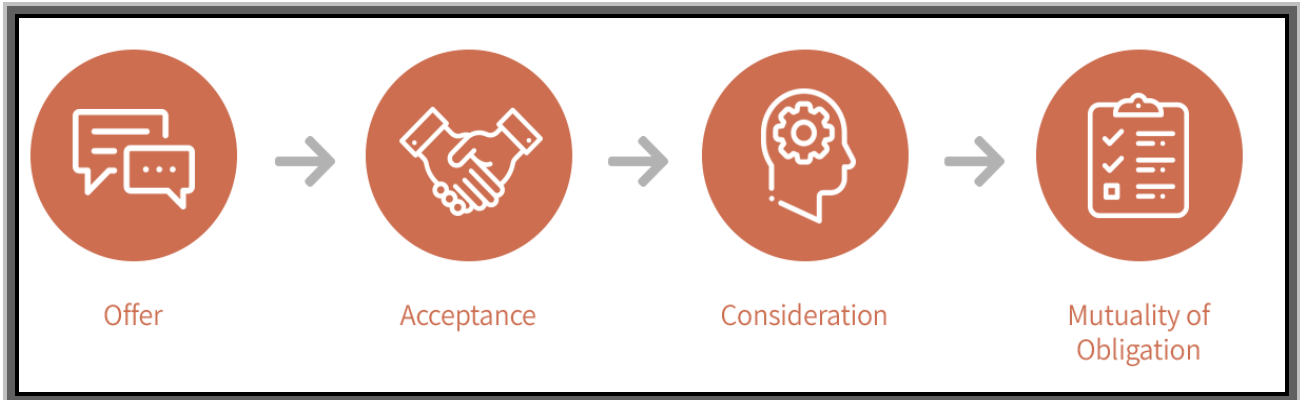 Offer
Acceptance
Consideration
Mutuality of
Obligation